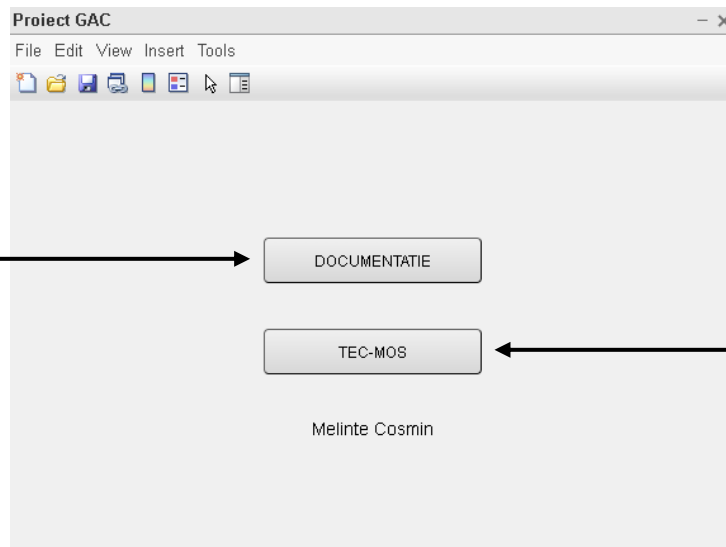 Proiect GAC
File Edit View Insert Tools
DOCUMENTATIE
TEC-MOS
Melinte Cosmin